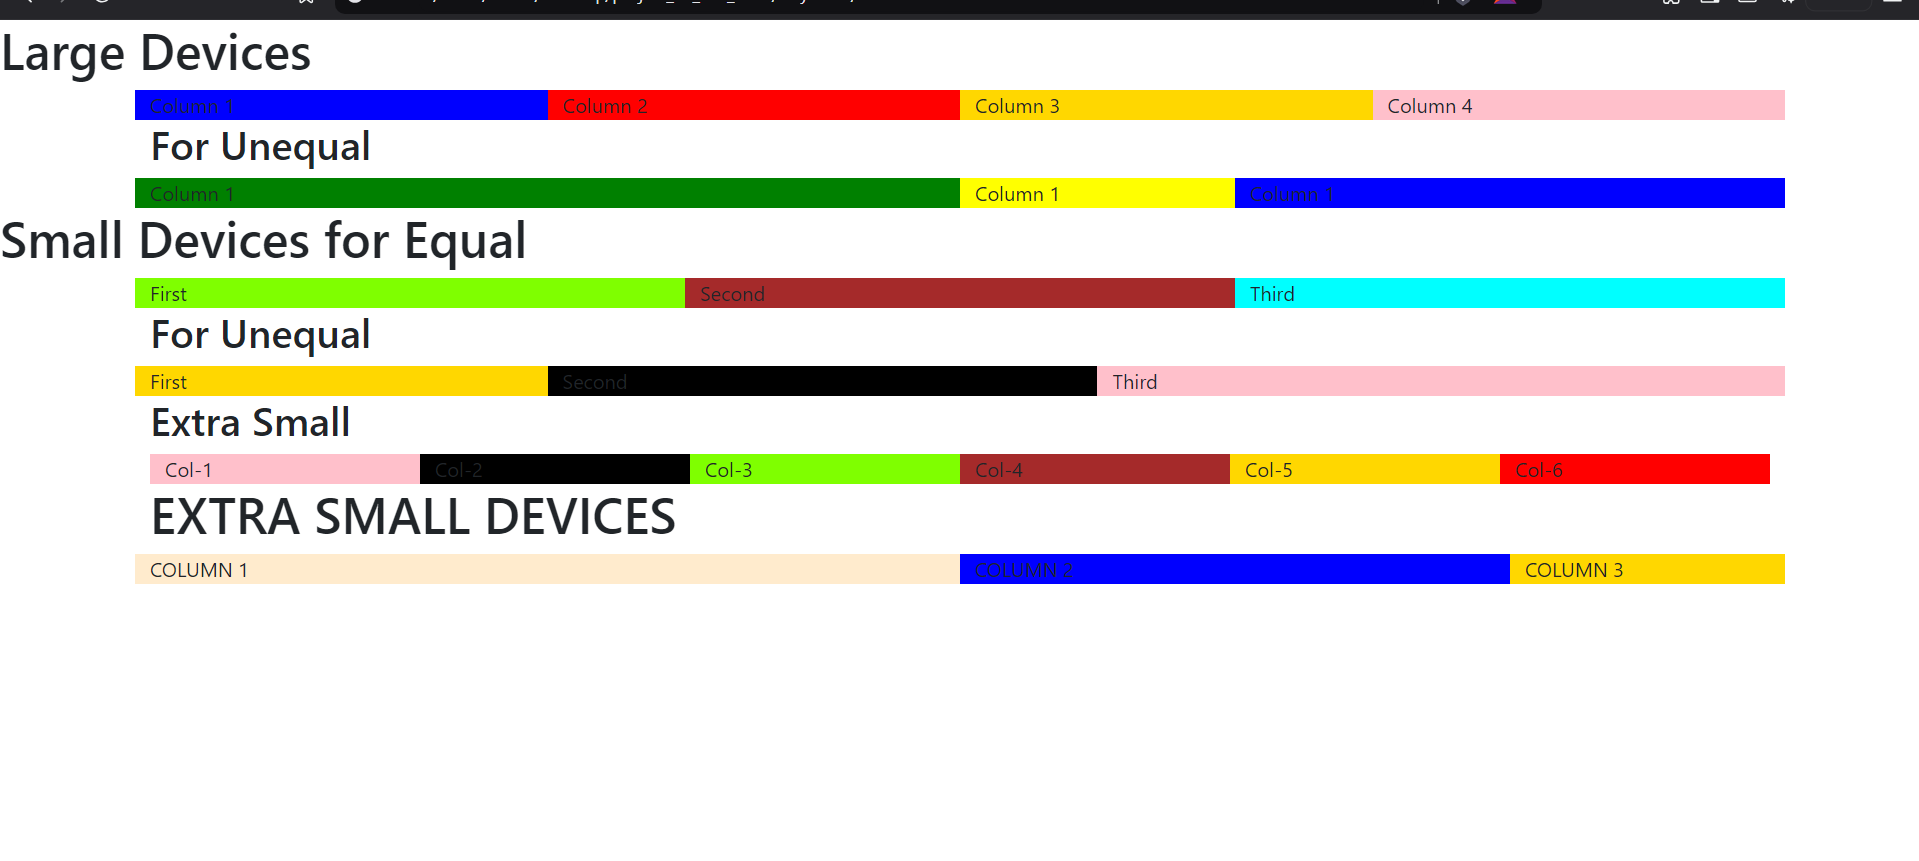 Large Devices
Column 1 Column 2 Column 3 Column 4
For Unequal
Column 1 Column 1 Column 1
Small Devices for Equal
First Second Third
For Unequal
First Second Third
Extra Small
Col-1 Col-2 Col-3 Col-4 Col-5 Col-6
EXTRA SMALL DEVICES
COLUMN 1 COLUMN 2 COLUMN 3